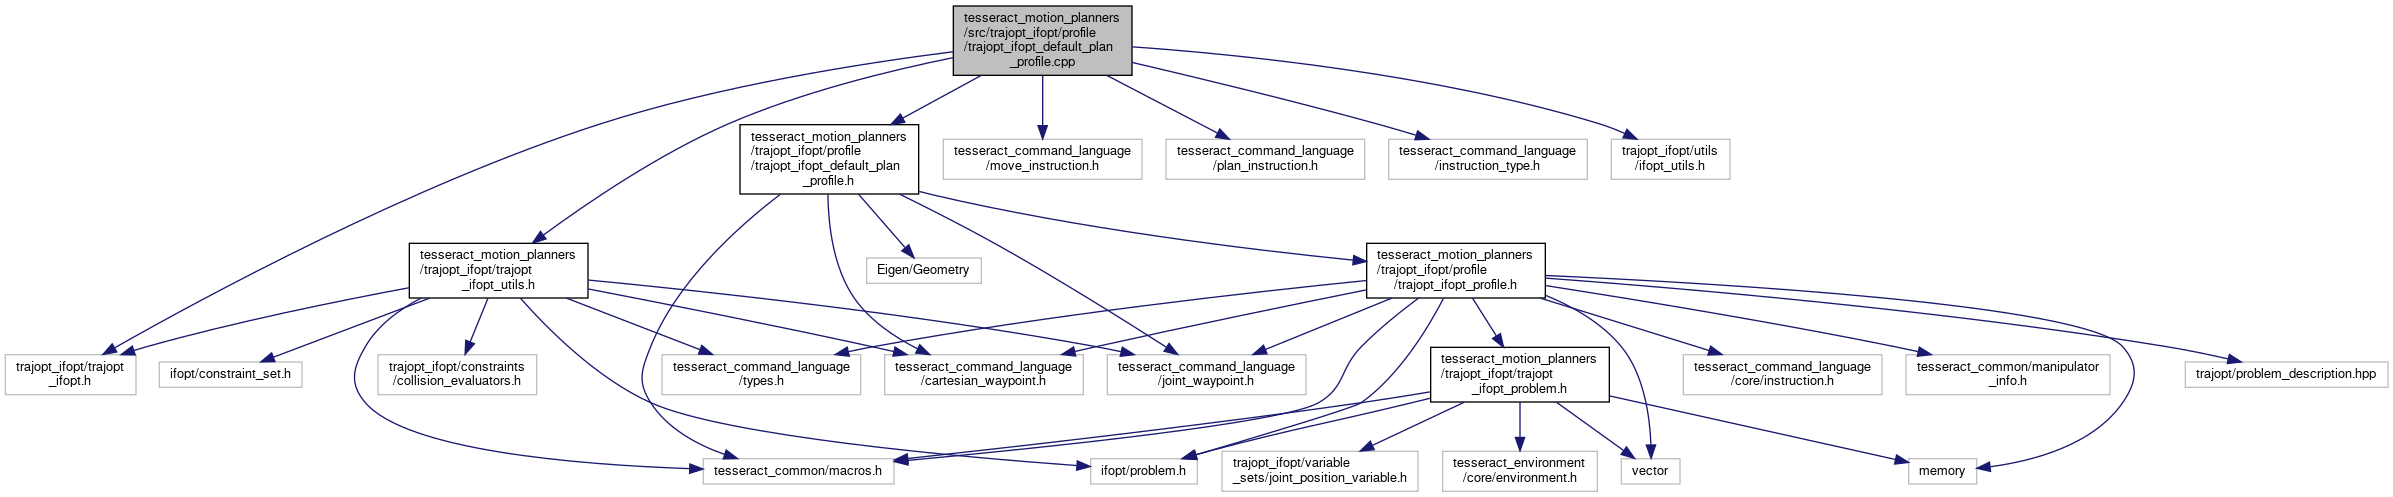 tesseract_motion_planners
/src/trajopt_ifopt/profile
/trajopt_ifopt_default_plan
_profile.cpp
tesseract_motion_planners
/trajopt_ifopt/profile
/trajopt_ifopt_default_plan
_profile.h
tesseract_command_language
/move_instruction.h
tesseract_command_language
/plan_instruction.h
tesseract_command_language
/instruction_type.h
trajopt_ifopt/utils
/ifopt_utils.h
tesseract_motion_planners
/trajopt_ifopt/trajopt
_ifopt_utils.h
Eigen/Geometry
tesseract_motion_planners
/trajopt_ifopt/profile
/trajopt_ifopt_profile.h
trajopt_ifopt/trajopt
_ifopt.h
ifopt/constraint_set.h
trajopt_ifopt/constraints
/collision_evaluators.h
tesseract_command_language
/types.h
tesseract_command_language
/cartesian_waypoint.h
tesseract_command_language
/joint_waypoint.h
tesseract_motion_planners
/trajopt_ifopt/trajopt
_ifopt_problem.h
tesseract_command_language
/core/instruction.h
tesseract_common/manipulator
_info.h
trajopt/problem_description.hpp
tesseract_common/macros.h
ifopt/problem.h
trajopt_ifopt/variable
_sets/joint_position_variable.h
tesseract_environment
/core/environment.h
vector
memory